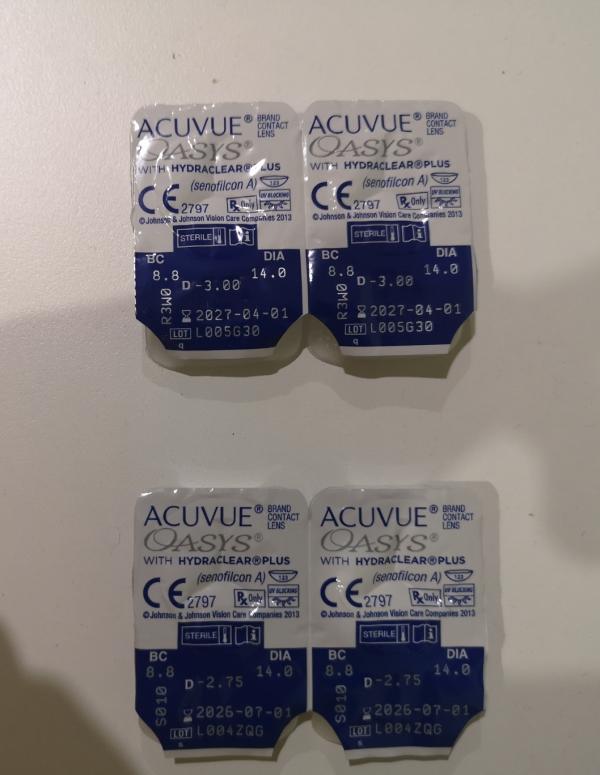 ACUVUE® BRAND CONTACT LENS
OASYS®
WITH HYDRACLEAR®PLUS
(senofilcon A) 123
CE 2797 Rx Only UV BLOCKING
©Johnson & Johnson Vision Care Companies 2013
STERILE i
BC DIA
8.8 D -3.00 14.0
R3W0
2027-04-01
LOT L005G30
q
ACUVUE® BRAND CONTACT LENS
OASYS®
WITH HYDRACLEAR®PLUS
(senofilcon A) 123
CE 2797 Rx Only UV BLOCKING
©Johnson & Johnson Vision Care Companies 2013
STERILE i
BC DIA
8.8 D -3.00 14.0
R3W0
2027-04-01
LOT L005G30
q
ACUVUE® BRAND CONTACT LENS
OASYS®
WITH HYDRACLEAR®PLUS
(senofilcon A) 123
CE 2797 Rx Only UV BLOCKING
©Johnson & Johnson Vision Care Companies 2013
STERILE i
BC DIA
8.8 D -2.75 14.0
S010
2026-07-01
LOT L004ZQG
s
ACUVUE® BRAND CONTACT LENS
OASYS®
WITH HYDRACLEAR®PLUS
(senofilcon A) 123
CE 2797 Rx Only UV BLOCKING
©Johnson & Johnson Vision Care Companies 2013
STERILE i
BC DIA
8.8 D -2.75 14.0
S010
2026-07-01
LOT L004ZQG
s